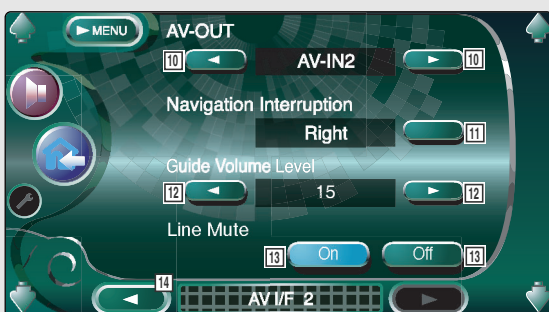 ►MENU AV-OUT
10 ◄ AV-IN2 ► 10
Navigation Interruption
Right 11
Guide Volume Level
12 ◄ 15 ► 12
Line Mute
13 On Off 13
14
◄ AV I/F 2 ►